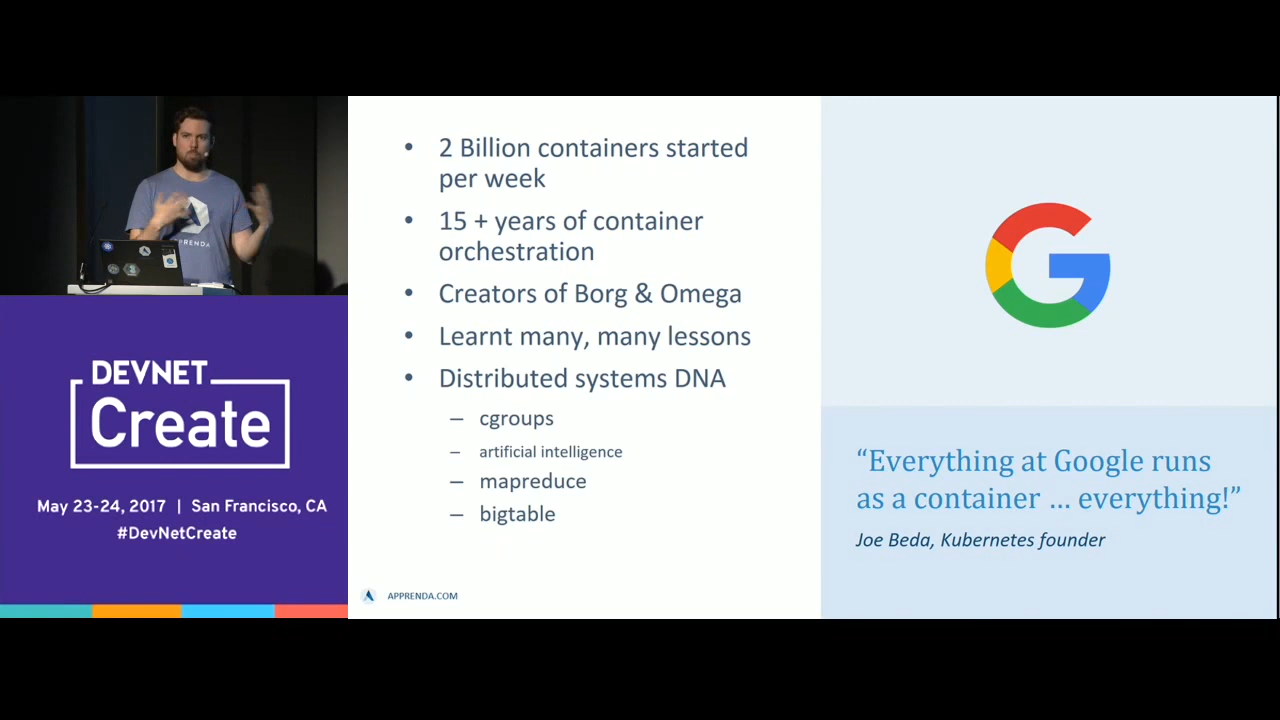 APPRENDA
DEVNET
Create
May 23-24, 2017 | San Francisco, CA
#DevNetCreate
• 2 Billion containers started
per week
• 15 + years of container
orchestration
• Creators of Borg & Omega
• Learnt many, many lessons
• Distributed systems DNA
– cgroups
– artificial intelligence
– mapreduce
– bigtable
APPRENDA.COM
“Everything at Google runs
as a container ... everything!”
Joe Beda, Kubernetes founder